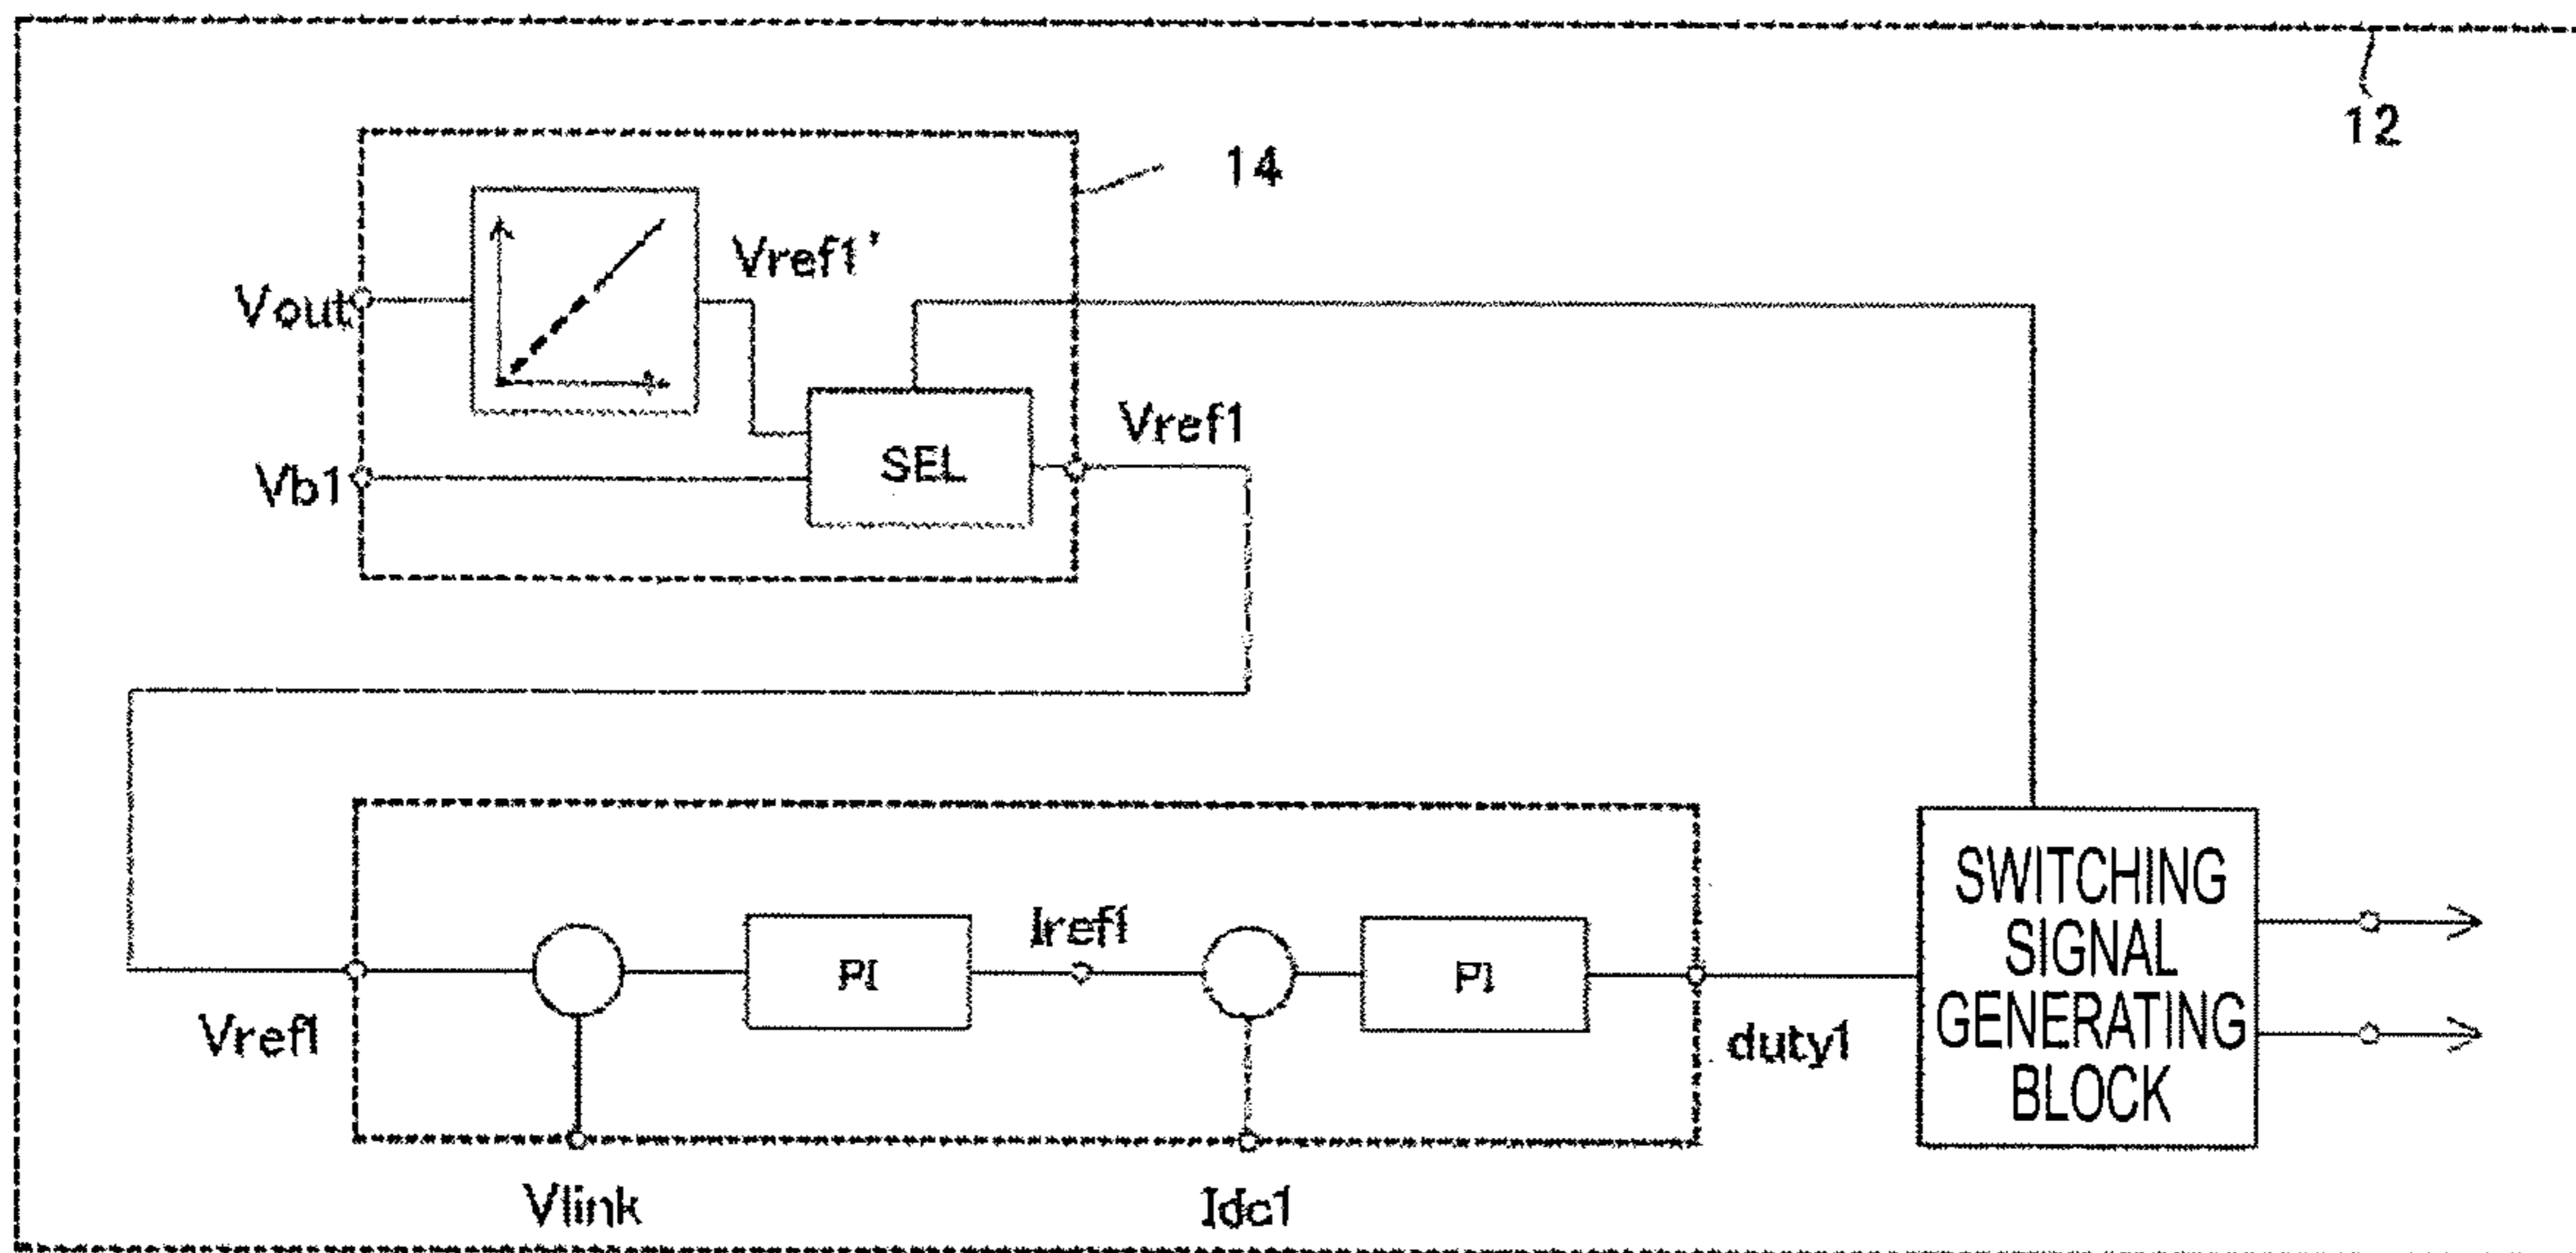 12
14
Vref1'
Vout
Vref1
SEL
Vb1
SWITCHING
SIGNAL
GENERATING
BLOCK
Iref1
PI
PI
Vref1
duty1
Vlink
Idc1